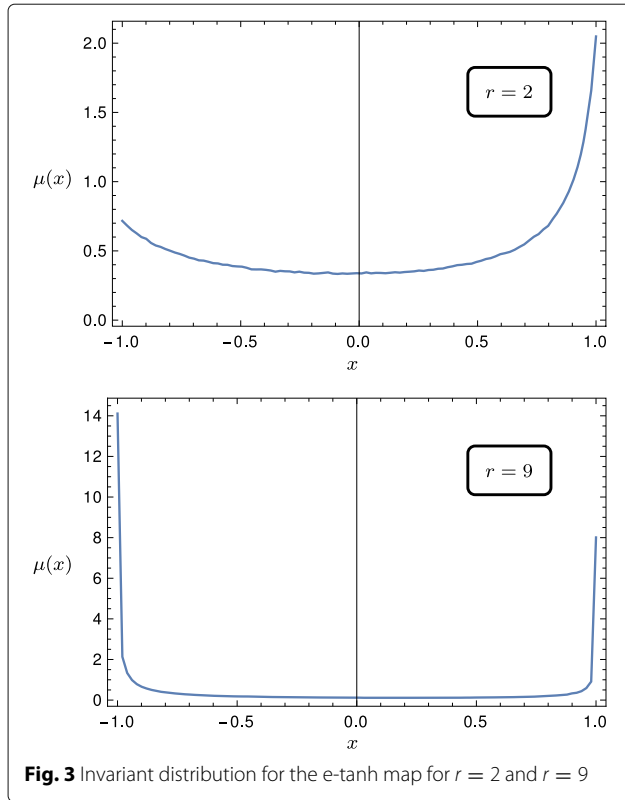 2.0
r = 2
1.5
μ(x)
1.0
0.5
0.0
−1.0 −0.5 0.0 0.5 1.0
x
14
12
r = 9
10
8
μ(x)
6
4
2
0
−1.0 −0.5 0.0 0.5 1.0
x
Fig. 3 Invariant distribution for the e-tanh map for r = 2 and r = 9